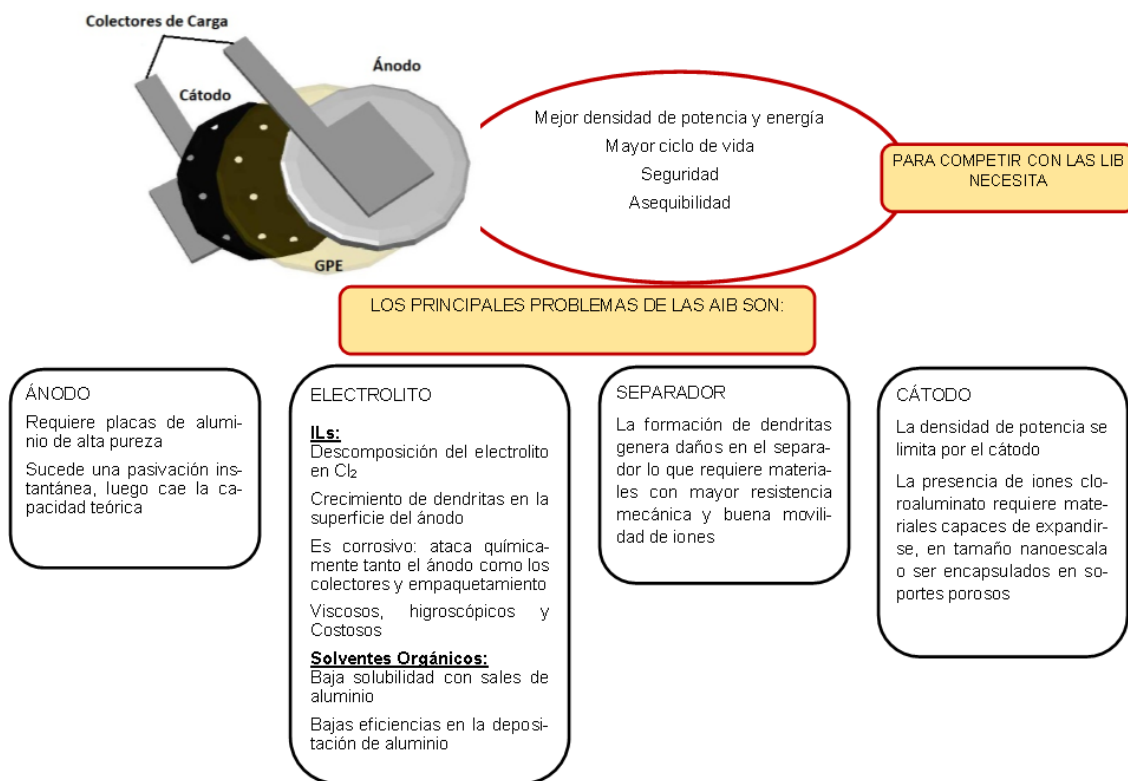 Colectores de Carga
Ánodo
Cátodo
GPE
Mejor densidad de potencia y energía
Mayor ciclo de vida
Seguridad
Asequibilidad
PARA COMPETIR CON LAS LIB
NECESITA
LOS PRINCIPALES PROBLEMAS DE LAS AIB SON:
ÁNODO
Requiere placas de alumi-
nio de alta pureza
Sucede una pasivación ins-
tantánea, luego cae la ca-
pacidad teórica
ELECTROLITO
ILs:
Descomposición del electrolito
en Cl₂
Crecimiento de dendritas en la
superficie del ánodo
Es corrosivo: ataca química-
mente tanto el ánodo como los
colectores y empaquetamiento
Viscosos, higroscópicos y
Costosos
Solventes Orgánicos:
Baja solubilidad con sales de
aluminio
Bajas eficiencias en la deposi-
tación de aluminio
SEPARADOR
La formación de dendritas
genera daños en el separa-
dor lo que requiere materia-
les con mayor resistencia
mecánica y buena movili-
dad de iones
CÁTODO
La densidad de potencia se
limita por el cátodo
La presencia de iones clo-
roaluminato requiere mate-
riales capaces de expandir-
se, en tamaño nanoescala
o ser encapsulados en so-
portes porosos